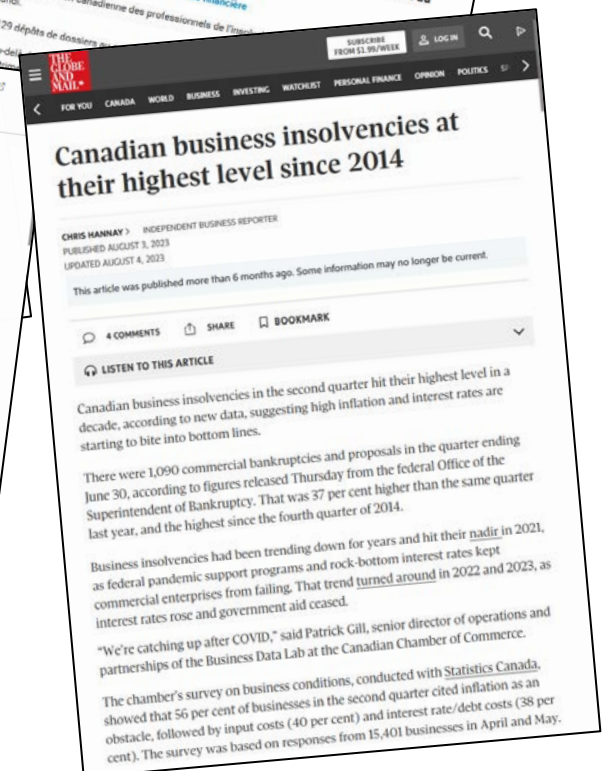 canadienne des professionnels de l'insol
financière
29 dépôts de dossiers au
THE
GLOBE
AND
MAIL*
SUBSCRIBE
FROM $1.99/WEEK
LOG IN
FOR YOU CANADA WORLD BUSINESS INVESTING WATCHLIST PERSONAL FINANCE OPINION POLITICS SP
Canadian business insolvencies at
their highest level since 2014
CHRIS HANNAY > INDEPENDENT BUSINESS REPORTER
PUBLISHED AUGUST 3, 2023
UPDATED AUGUST 4, 2023
This article was published more than 6 months ago. Some information may no longer be current.
4 COMMENTS SHARE BOOKMARK
LISTEN TO THIS ARTICLE
Canadian business insolvencies in the second quarter hit their highest level in a
decade, according to new data, suggesting high inflation and interest rates are
starting to bite into bottom lines.
There were 1,090 commercial bankruptcies and proposals in the quarter ending
June 30, according to figures released Thursday from the federal Office of the
Superintendent of Bankruptcy. That was 37 per cent higher than the same quarter
last year, and the highest since the fourth quarter of 2014.
Business insolvencies had been trending down for years and hit their nadir in 2021,
as federal pandemic support programs and rock-bottom interest rates kept
commercial enterprises from failing. That trend turned around in 2022 and 2023, as
interest rates rose and government aid ceased.
“We’re catching up after COVID,” said Patrick Gill, senior director of operations and
partnerships of the Business Data Lab at the Canadian Chamber of Commerce.
The chamber’s survey on business conditions, conducted with Statistics Canada,
showed that 56 per cent of businesses in the second quarter cited inflation as an
obstacle, followed by input costs (40 per cent) and interest rate/debt costs (38 per
cent). The survey was based on responses from 15,401 businesses in April and May.